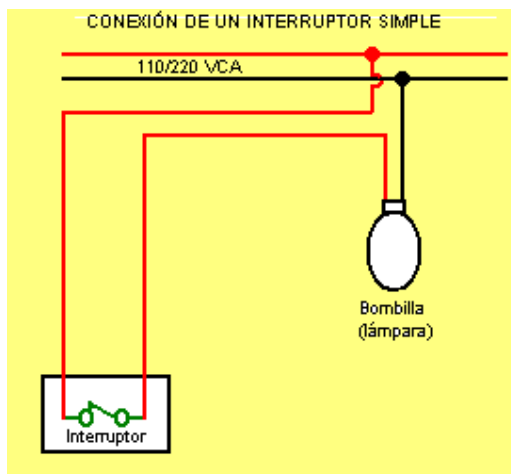 CONEXIÓN DE UN INTERRUPTOR SIMPLE
110/220 VCA
Bombilla
(lámpara)
Interruptor